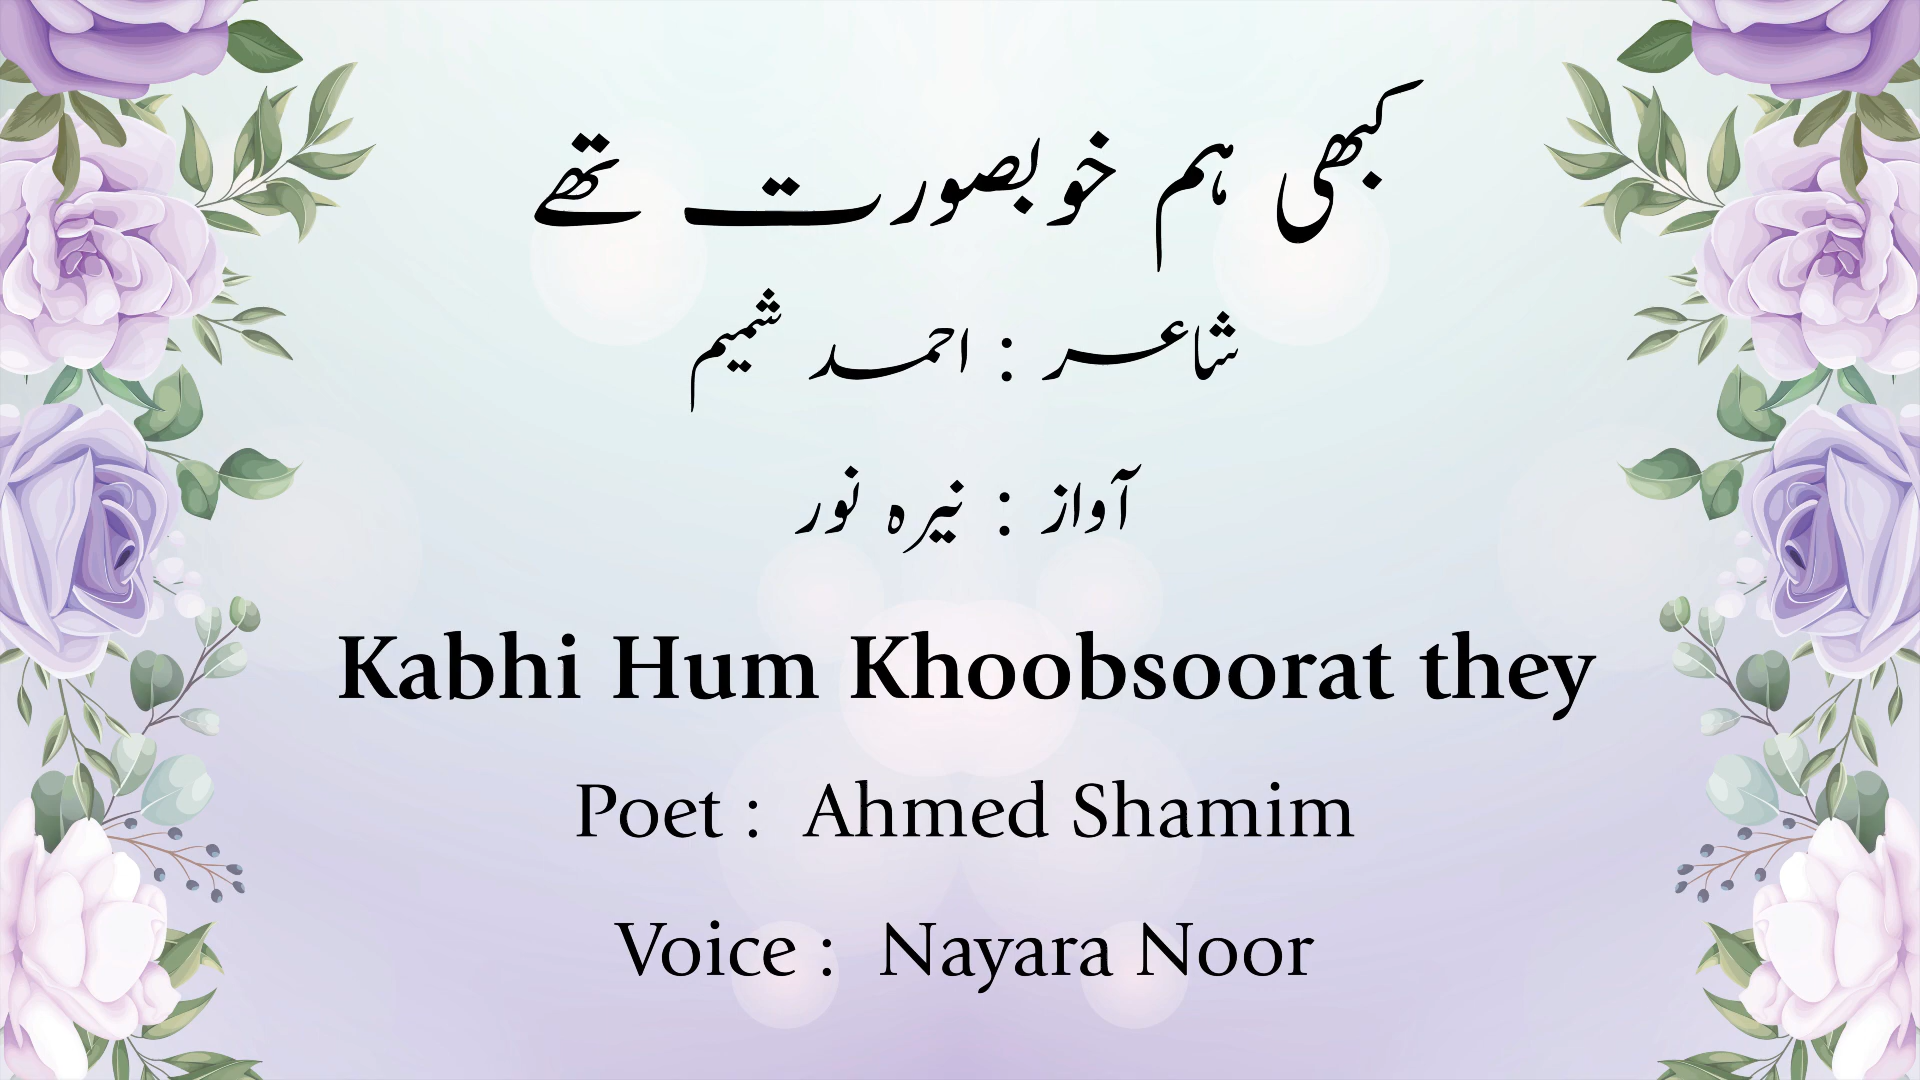 کبھی ہم خوبصورت تھے
شاعر : احمد شمیم
آواز : نیرہ نور
Kabhi Hum Khoobsoorat they
Poet : Ahmed Shamim
Voice : Nayara Noor